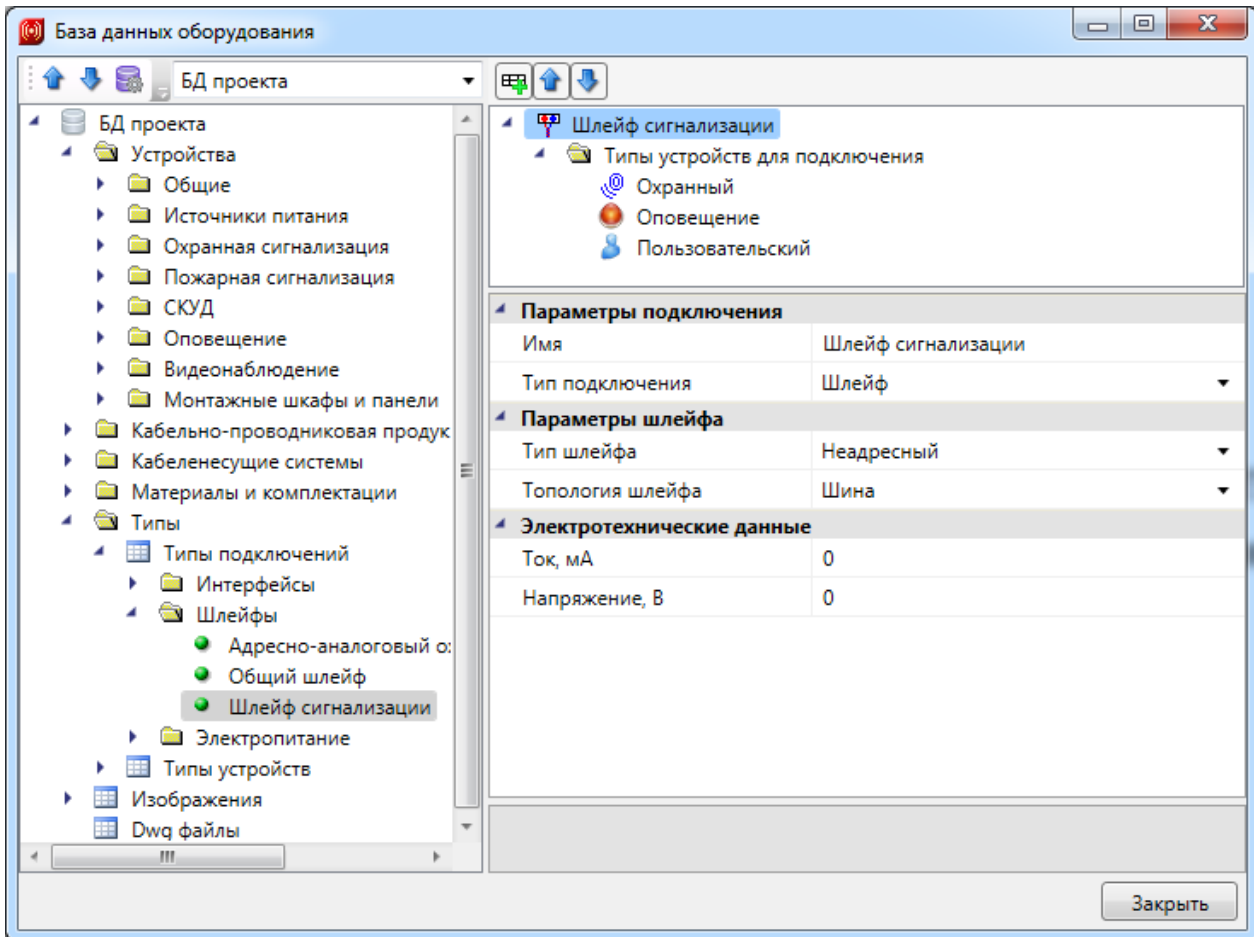 База данных оборудования
БД проекта
БД проекта
Устройства
Общие
Источники питания
Охранная сигнализация
Пожарная сигнализация
СКУД
Оповещение
Видеонаблюдение
Монтажные шкафы и панели
Кабельно-проводниковая продук
Кабеленесущие системы
Материалы и комплектации
Типы
Типы подключений
Интерфейсы
Шлейфы
Адресно-аналоговый о
Общий шлейф
Шлейф сигнализации
Электропитание
Типы устройств
Изображения
Dwg файлы
Шлейф сигнализации
Типы устройств для подключения
Охранный
Оповещение
Пользовательский
Параметры подключения
Имя Шлейф сигнализации
Тип подключения Шлейф
Параметры шлейфа
Тип шлейфа Неадресный
Топология шлейфа Шина
Электротехнические данные
Ток, мА 0
Напряжение, В 0
Закрыть